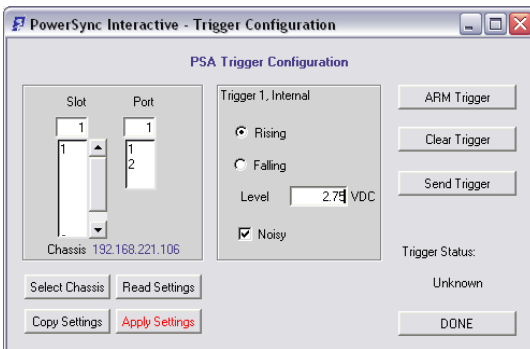 PowerSync Interactive - Trigger Configuration
PSA Trigger Configuration
Slot
Port
1
1
1
1
2
Chassis 192.168.221.106
Trigger 1, Internal
Rising
Falling
Level 2.75 VDC
Noisy
ARM Trigger
Clear Trigger
Send Trigger
Trigger Status:
Unknown
Select Chassis
Read Settings
Copy Settings
Apply Settings
DONE